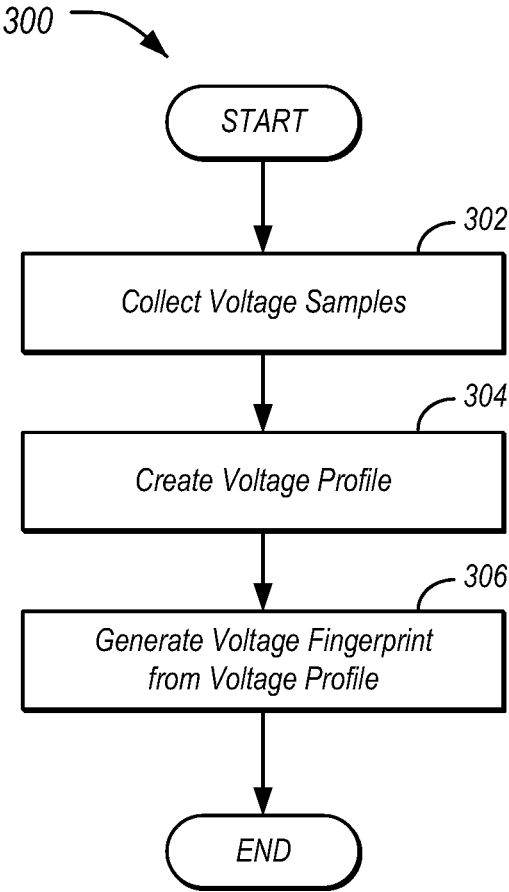 300
START
302
Collect Voltage Samples
304
Create Voltage Profile
306
Generate Voltage Fingerprint
from Voltage Profile
END